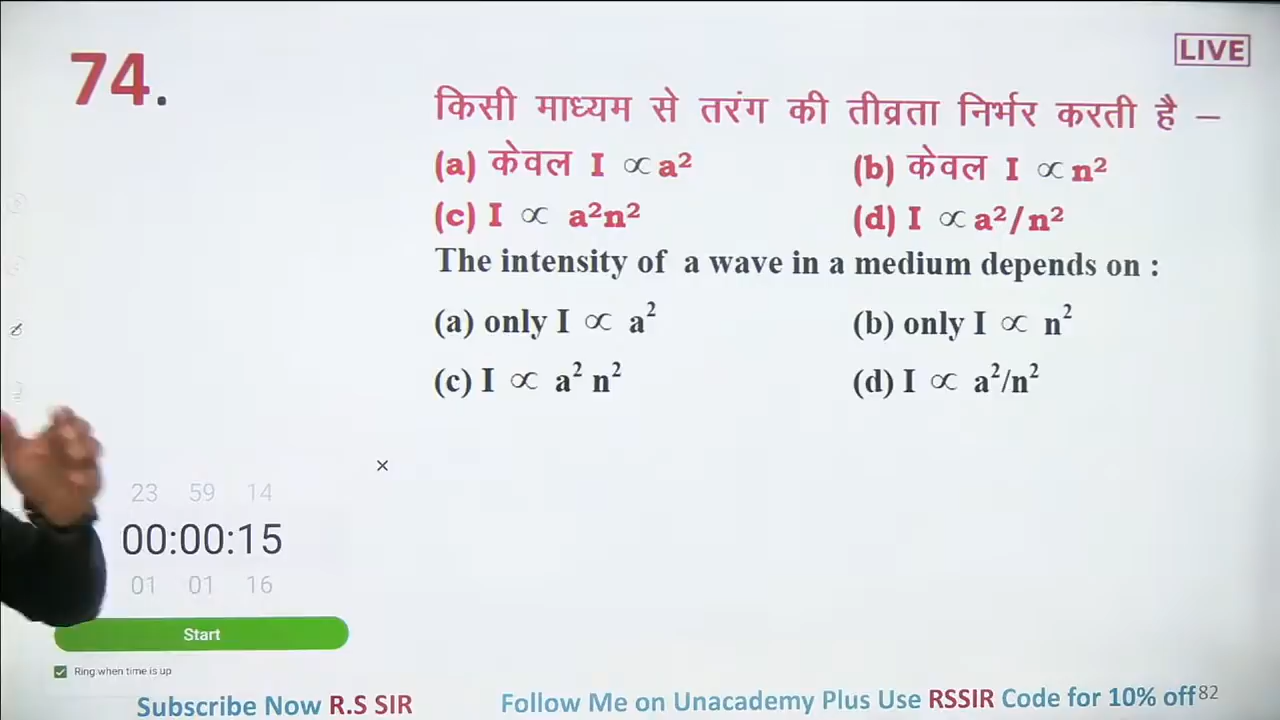 74.
LIVE
किसी माध्यम से तरंग की तीव्रता निर्भर करती है –
(a) केवल I ∝ a² (b) केवल I ∝ n²
(c) I ∝ a²n² (d) I ∝ a²/n²
The intensity of a wave in a medium depends on :
(a) only I ∝ a² (b) only I ∝ n²
(c) I ∝ a² n² (d) I ∝ a²/n²
×
23 59 14
00:00:15
01 01 16
Start
Ring when time is up
Subscribe Now R.S SIR Follow Me on Unacademy Plus Use RSSIR Code for 10% off 82